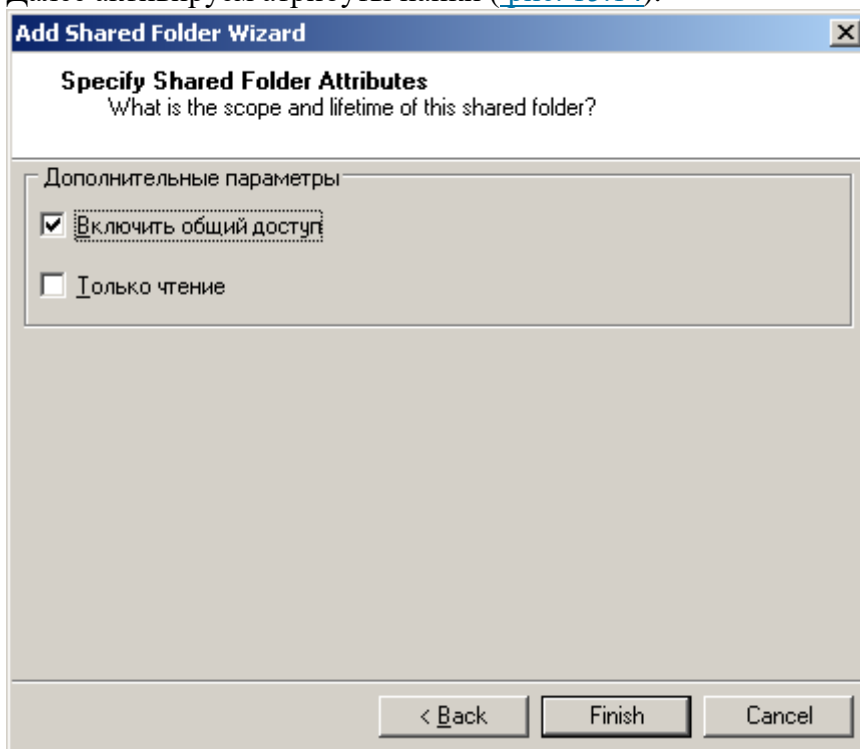 Add Shared Folder Wizard
Specify Shared Folder Attributes
What is the scope and lifetime of this shared folder?
Дополнительные параметры
Включить общий доступ
Только чтение
< Back Finish Cancel